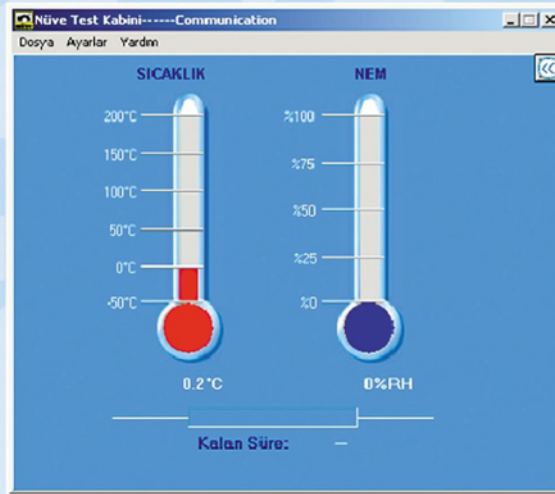 Nüve Test Kabini------Communication
Dosya Ayarlar Yardım
SICAKLIK NEM
200°C %100
150°C %75
100°C %50
50°C %25
0°C
-50°C %0
0.2°C 0%RH
Kalan Süre: --